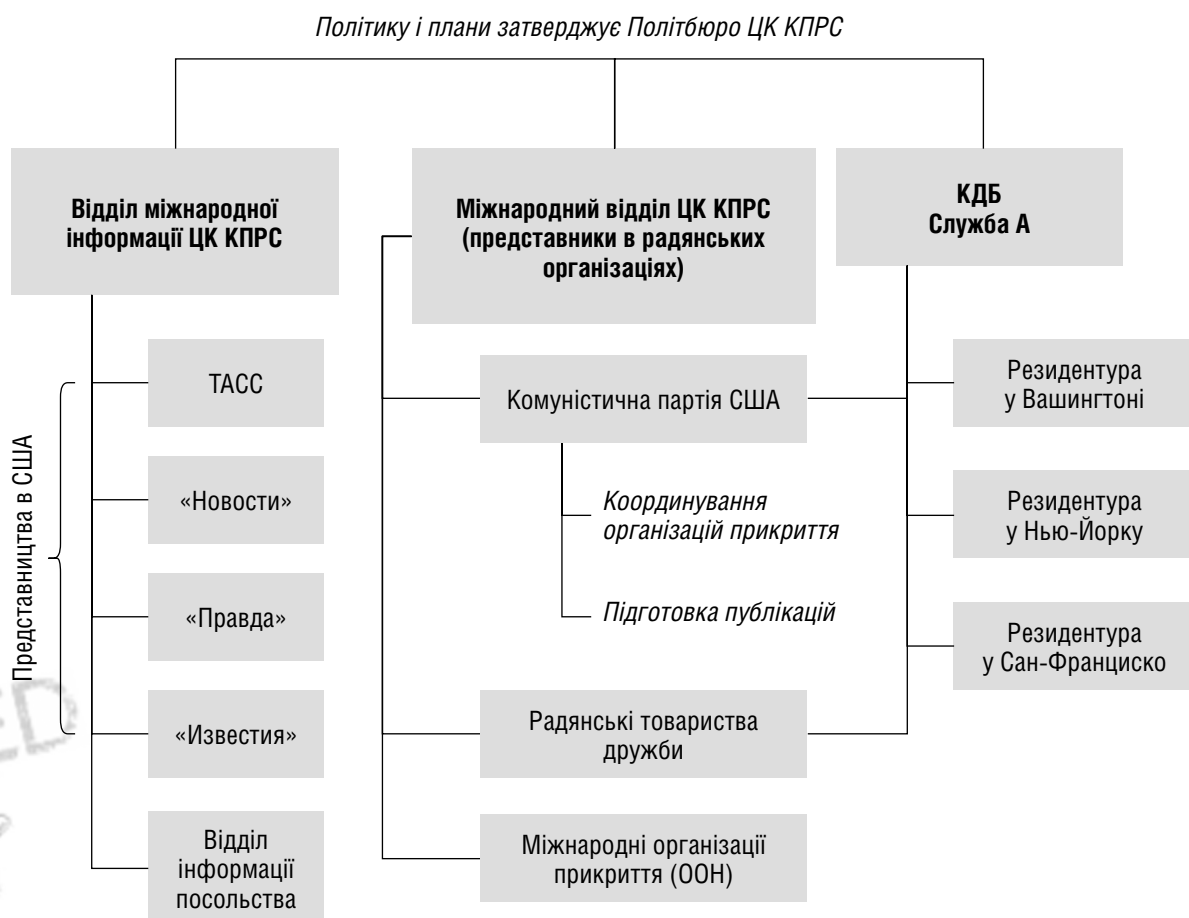 Політику і плани затверджує Політбюро ЦК КПРС
Відділ міжнародної
інформації ЦК КПРС
Міжнародний відділ ЦК КПРС
(представники в радянських
організаціях)
КДБ
Служба А
Представництва в США
ТАСС
«Новости»
«Правда»
«Известия»
Відділ
інформації
посольства
Комуністична партія США
Координування
організацій прикриття
Підготовка публікацій
Радянські товариства
дружби
Міжнародні організації
прикриття (ООН)
Резидентура
у Вашингтоні
Резидентура
у Нью-Йорку
Резидентура
у Сан-Франциско